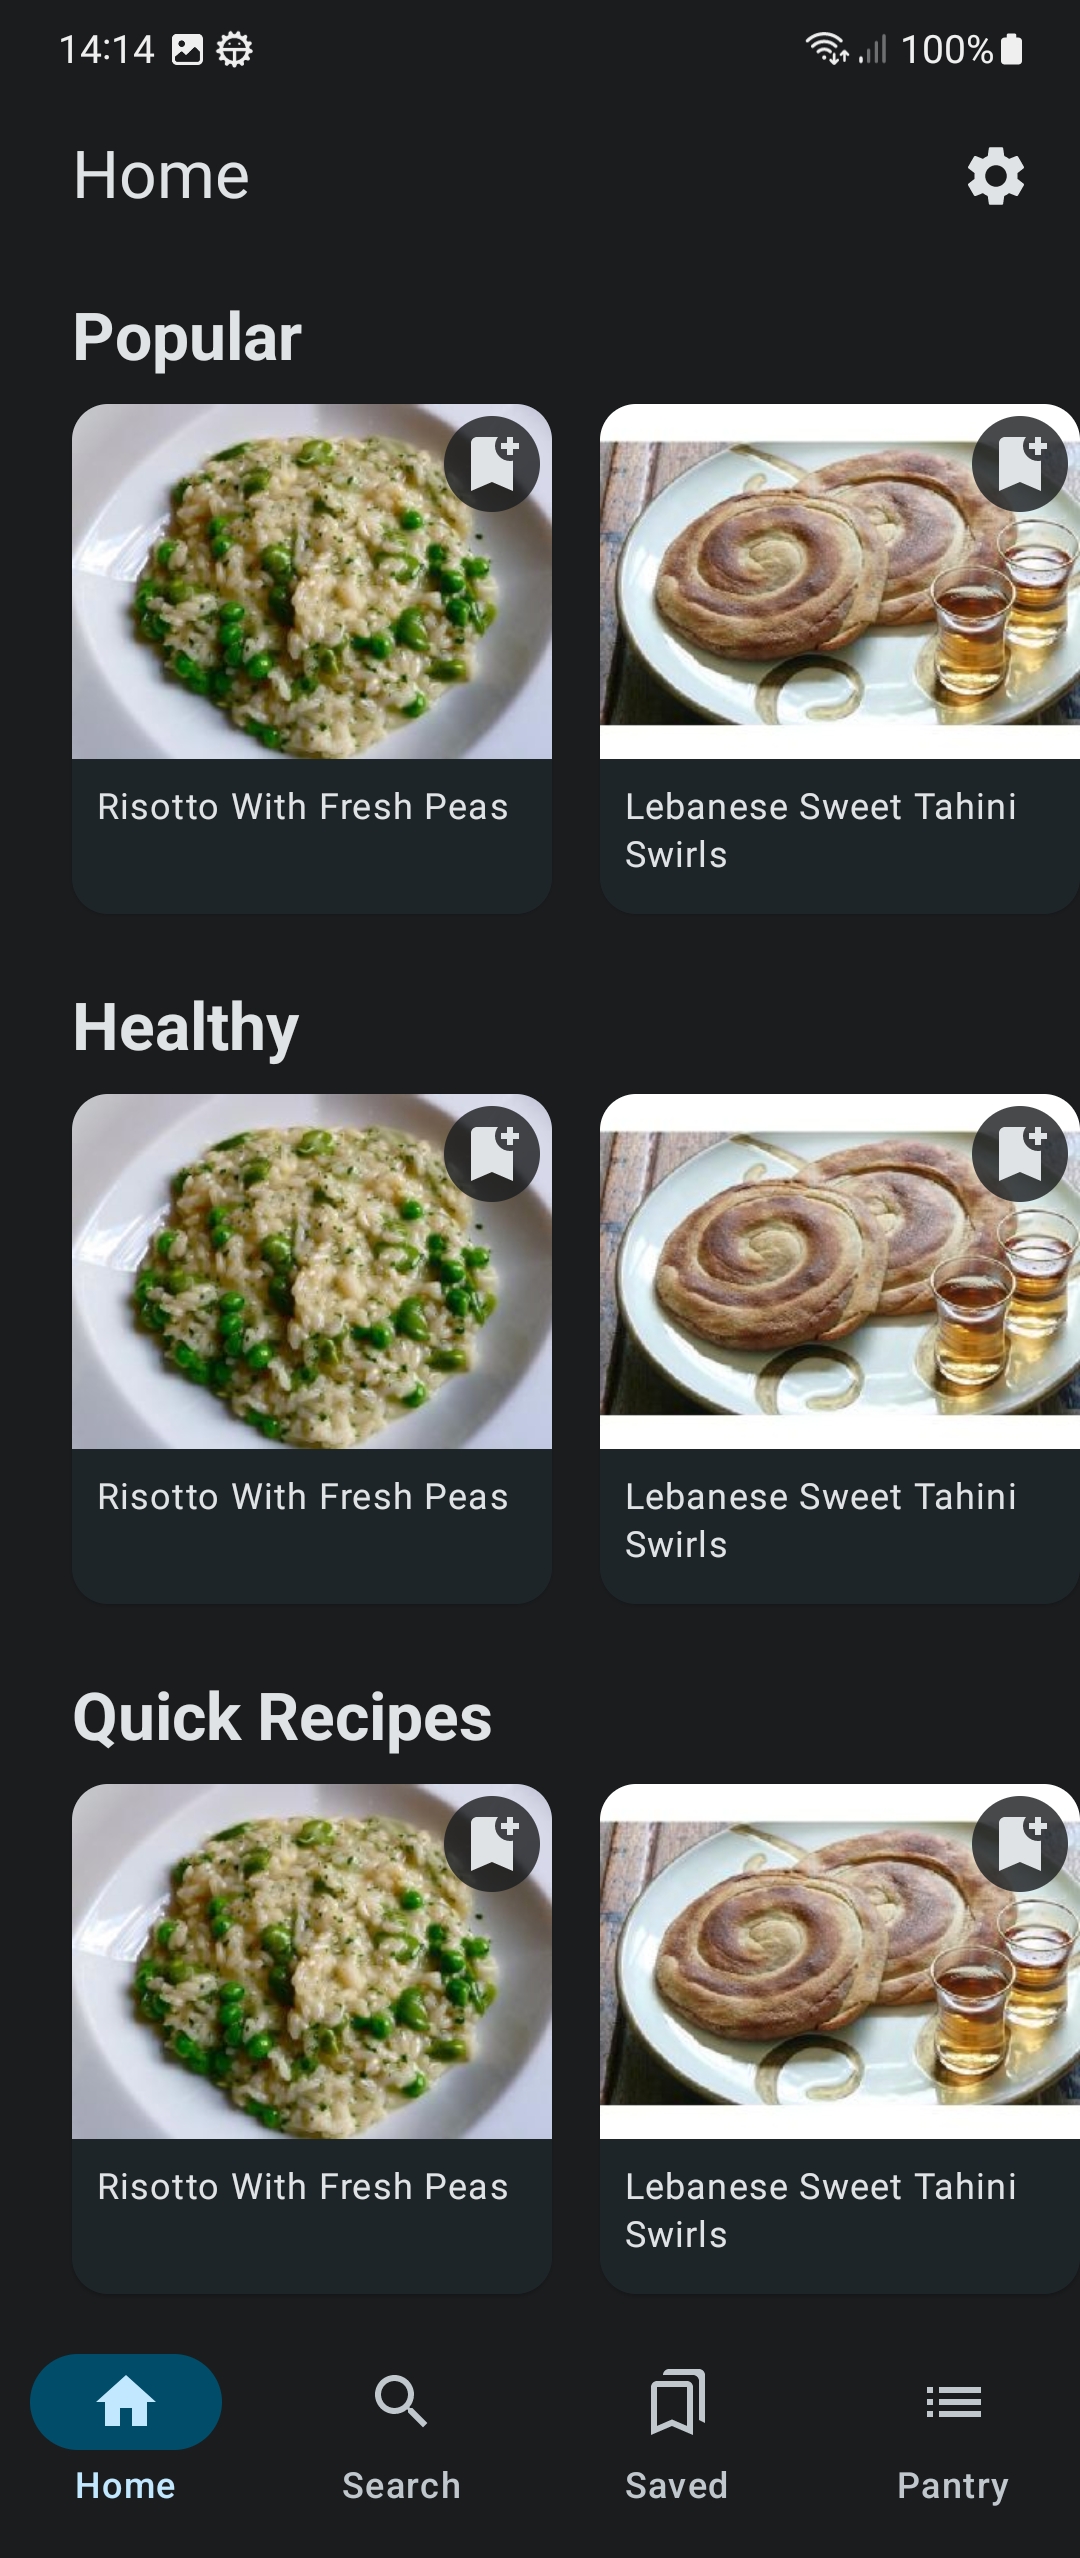 14:14
100%
Home
Popular
Risotto With Fresh Peas
Lebanese Sweet Tahini
Swirls
Healthy
Risotto With Fresh Peas
Lebanese Sweet Tahini
Swirls
Quick Recipes
Risotto With Fresh Peas
Lebanese Sweet Tahini
Swirls
Home
Search
Saved
Pantry